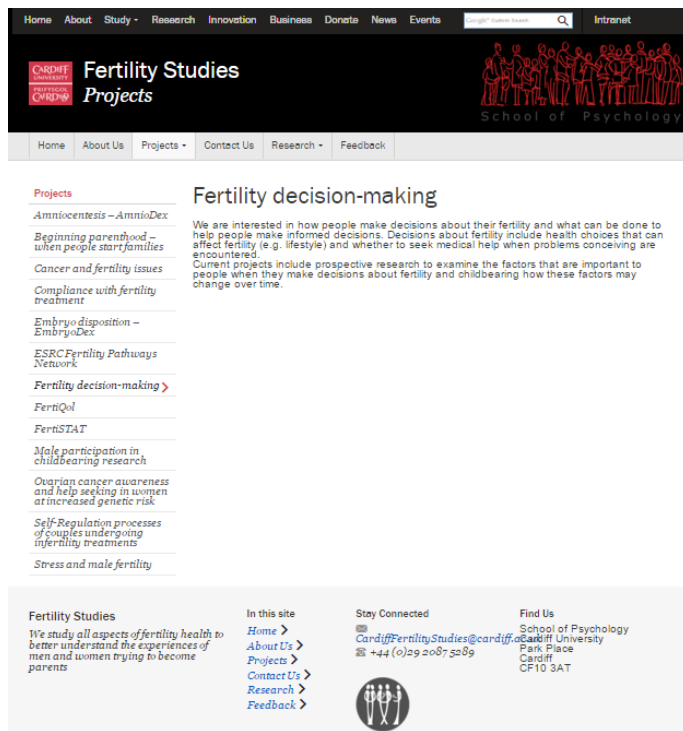 Home About Study Research Innovation Business Donate News Events Google Custom Search Intranet
CARDIFF
UNIVERSITY
PRIFYSGOL
CAERDYDD
Fertility Studies
Projects
School of Psychology
Home About Us Projects Contact Us Research Feedback
Projects
Amniocentesis – AmnioDex
Beginning parenthood –
when people start families
Cancer and fertility issues
Compliance with fertility
treatment
Embryo disposition –
EmbryoDex
ESRC Fertility Pathways
Network
Fertility decision-making
FertiQol
FertiSTAT
Male participation in
childbearing research
Ovarian cancer awareness
and help seeking in women
at increased genetic risk
Self-Regulation processes
of couples undergoing
infertility treatments
Stress and male fertility
Fertility decision-making
We are interested in how people make decisions about their fertility and what can be done to
help people make informed decisions. Decisions about fertility include health choices that can
affect fertility (e.g. lifestyle) and whether to seek medical help when problems conceiving are
encountered.
Current projects include prospective research to examine the factors that are important to
people when they make decisions about fertility and childbearing how these factors may
change over time.
Fertility Studies
We study all aspects of fertility health to
better understand the experiences of
men and women trying to become
parents
In this site
Home
About Us
Projects
Contact Us
Research
Feedback
Stay Connected
CardiffFertilityStudies@cardiff.ac.uk
+44 (0)29 2087 5289
Find Us
School of Psychology
Cardiff University
Park Place
Cardiff
CF10 3AT